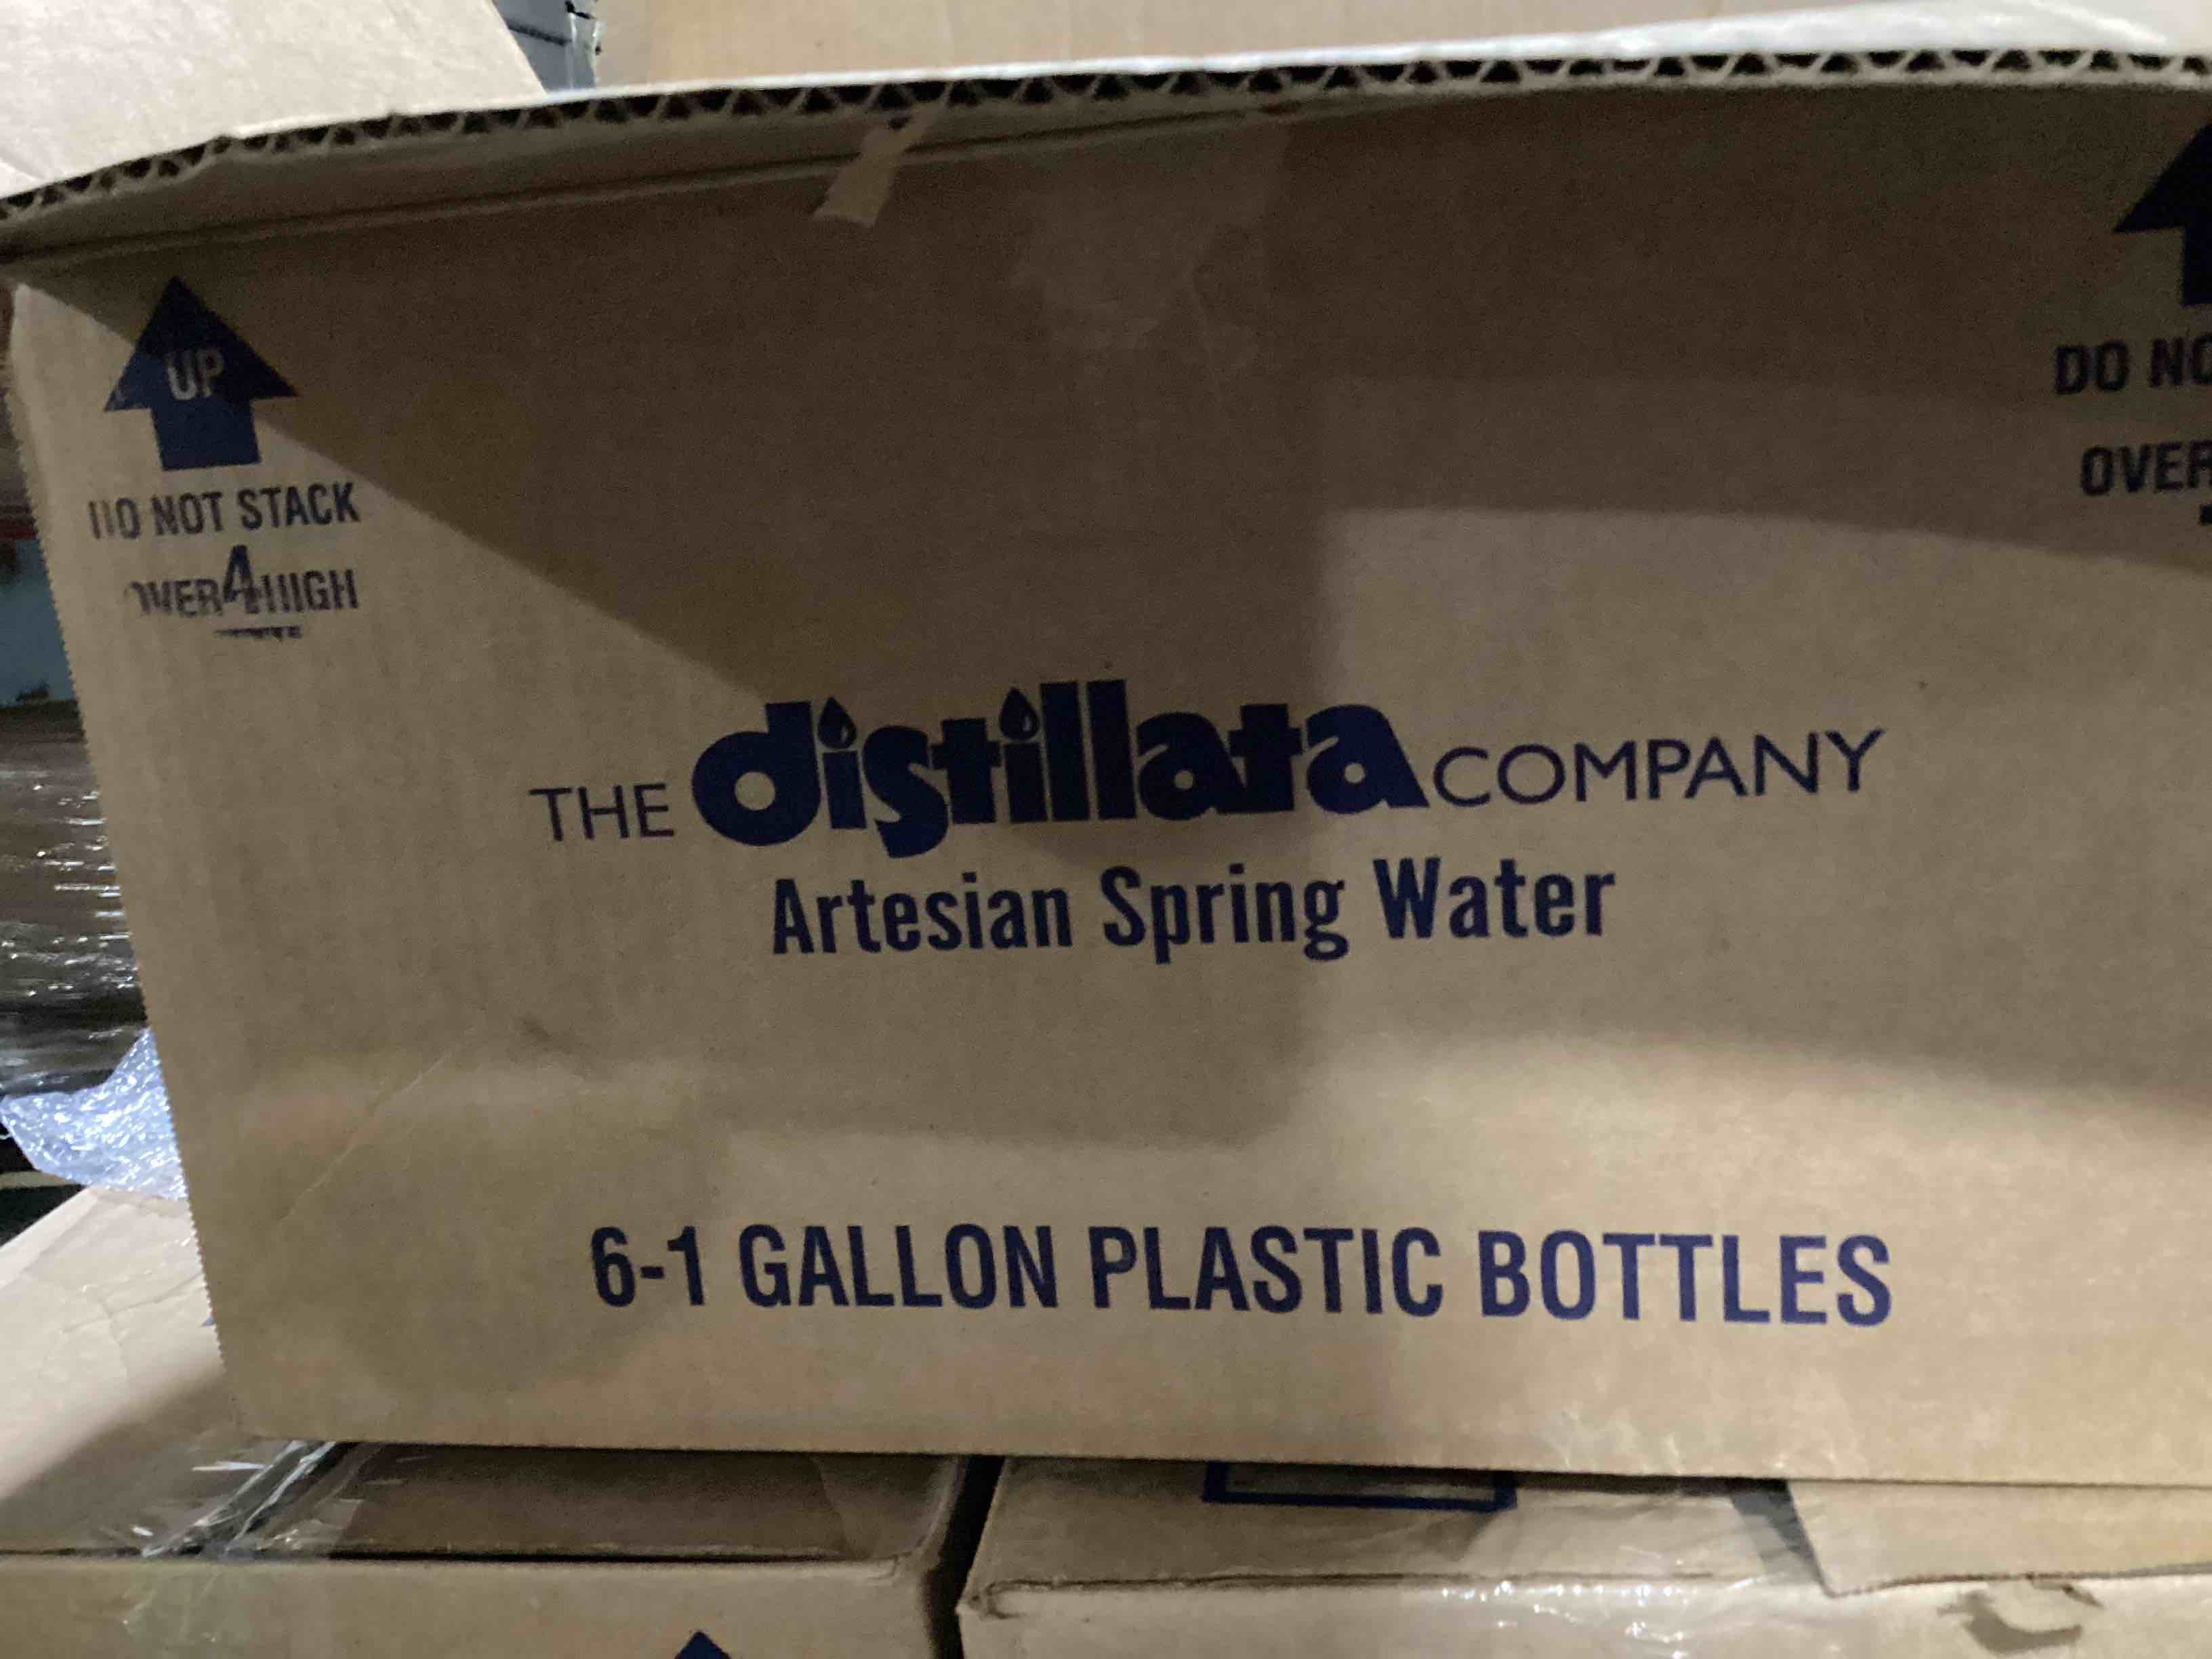 UP
DO NOT STACK
OVER 4 HIGH
DO
OVER
THE distillata COMPANY
Artesian Spring Water
6-1 GALLON PLASTIC BOTTLES